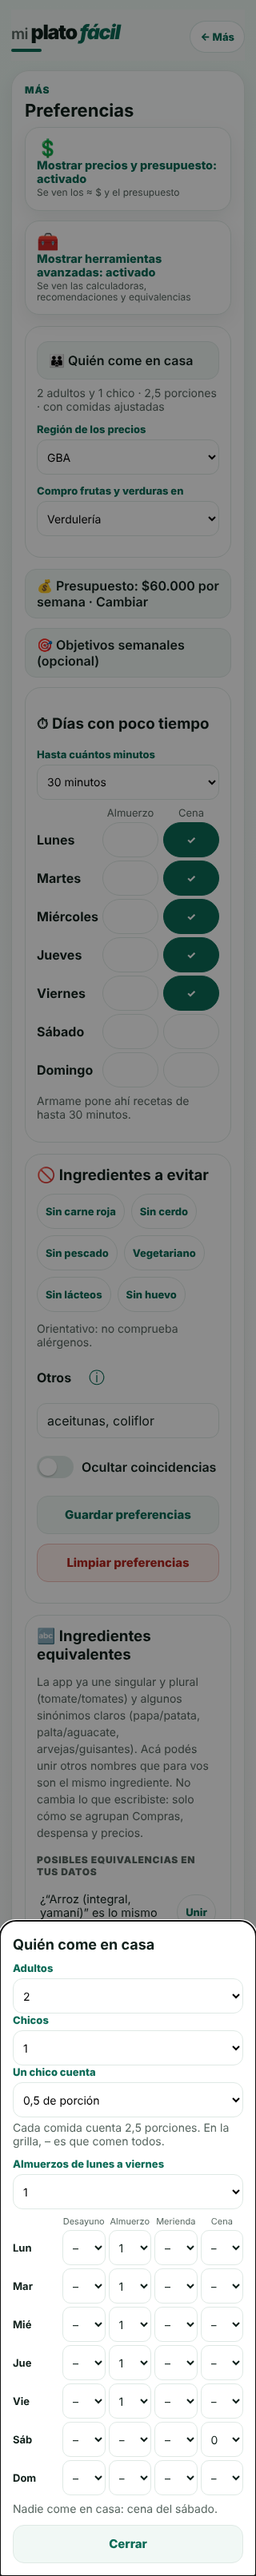 mi plato fácil
← Más
MÁS
Preferencias
Mostrar precios y presupuesto:
activado
Se ven los ≈ $ y el presupuesto
Mostrar herramientas
avanzadas: activado
Se ven las calculadoras,
recomendaciones y equivalencias
Quién come en casa
2 adultos y 1 chico · 2,5 porciones
· con comidas ajustadas
Región de los precios
GBA
Compro frutas y verduras en
Verdulería
Presupuesto: $60.000 por
semana · Cambiar
Objetivos semanales
(opcional)
Días con poco tiempo
Hasta cuántos minutos
30 minutos
Almuerzo Cena
Lunes ✓
Martes ✓
Miércoles ✓
Jueves ✓
Viernes ✓
Sábado
Domingo
Armame pone ahí recetas de
hasta 30 minutos.
Ingredientes a evitar
Sin carne roja Sin cerdo
Sin pescado Vegetariano
Sin lácteos Sin huevo
Orientativo: no comprueba
alérgenos.
Otros ⓘ
aceitunas, coliflor
Ocultar coincidencias
Guardar preferencias
Limpiar preferencias
Ingredientes
equivalentes
La app ya une singular y plural
(tomate/tomates) y algunos
sinónimos claros (papa/patata,
palta/aguacate,
arvejas/guisantes). Acá podés
unir otros nombres que para vos
son el mismo ingrediente. No
cambia lo que escribiste: solo
cómo se agrupan Compras,
despensa y precios.
POSIBLES EQUIVALENCIAS EN
TUS DATOS
¿“Arroz (integral,
yamaní)” es lo mismo
Unir
Quién come en casa
Adultos
2
Chicos
1
Un chico cuenta
0,5 de porción
Cada comida cuenta 2,5 porciones. En la
grilla, – es que comen todos.
Almuerzos de lunes a viernes
1
Desayuno Almuerzo Merienda Cena
Lun – 1 – –
Mar – 1 – –
Mié – 1 – –
Jue – 1 – –
Vie – 1 – –
Sáb – – – 0
Dom – – – –
Nadie come en casa: cena del sábado.
Cerrar